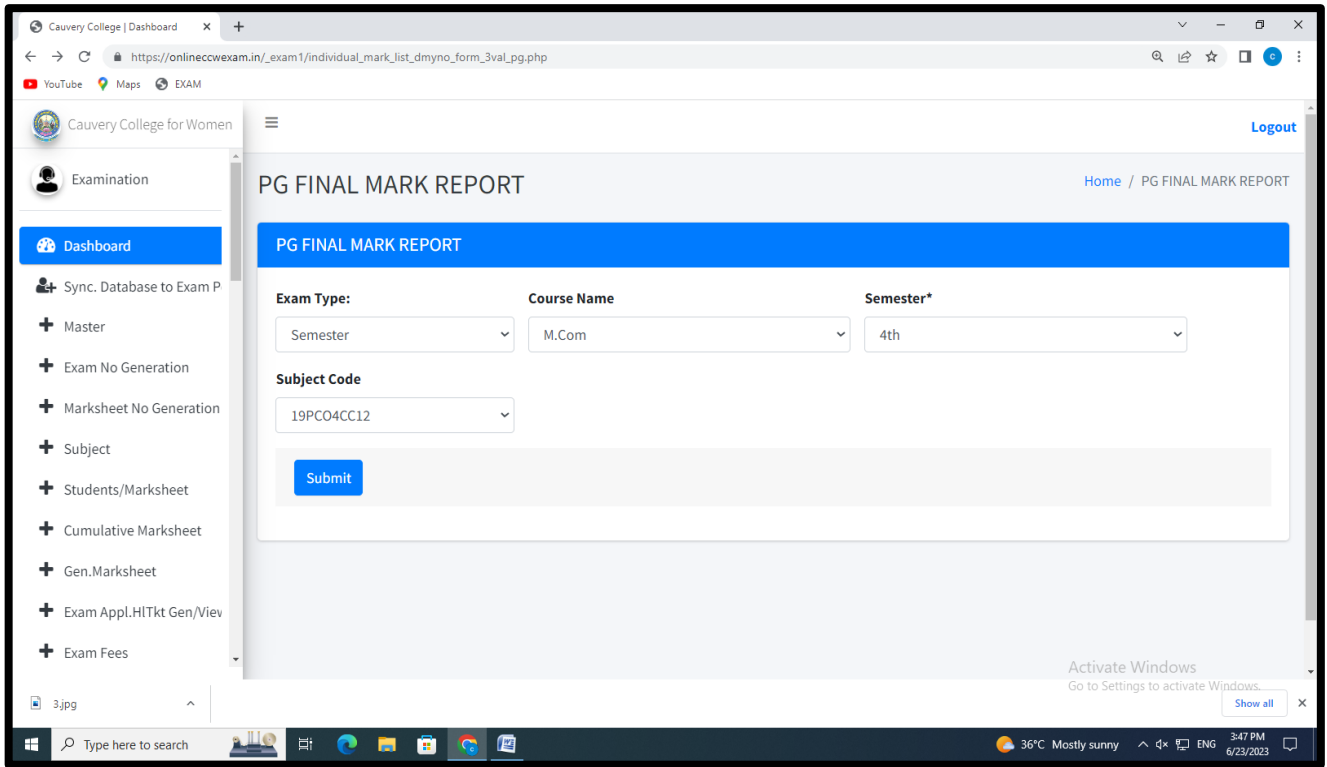 Cauvery College | Dashboard
https://onlineccwexam.in/_exam1/individual_mark_list_dmyno_form_3val_pg.php
c
YouTube Maps EXAM
Cauvery College for Women
Logout
Examination
PG FINAL MARK REPORT
Home / PG FINAL MARK REPORT
Dashboard
PG FINAL MARK REPORT
Sync. Database to Exam P
Master
Exam No Generation
Marksheet No Generation
Subject
Students/Marksheet
Cumulative Marksheet
Gen.Marksheet
Exam Appl.HlTkt Gen/View
Exam Fees
Exam Type: Course Name Semester*
Semester M.Com 4th
Subject Code
19PCO4CC12
Submit
Activate Windows
Go to Settings to activate Windows.
3.jpg
Show all
Type here to search
36°C Mostly sunny
ENG
3:47 PM
6/23/2023